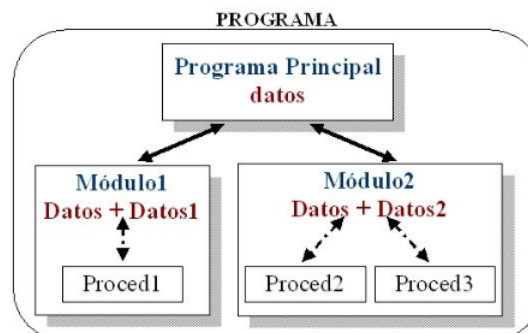 PROGRAMA
Programa Principal
datos
Módulo1
Datos + Datos1
Proced1
Módulo2
Datos + Datos2
Proced2
Proced3